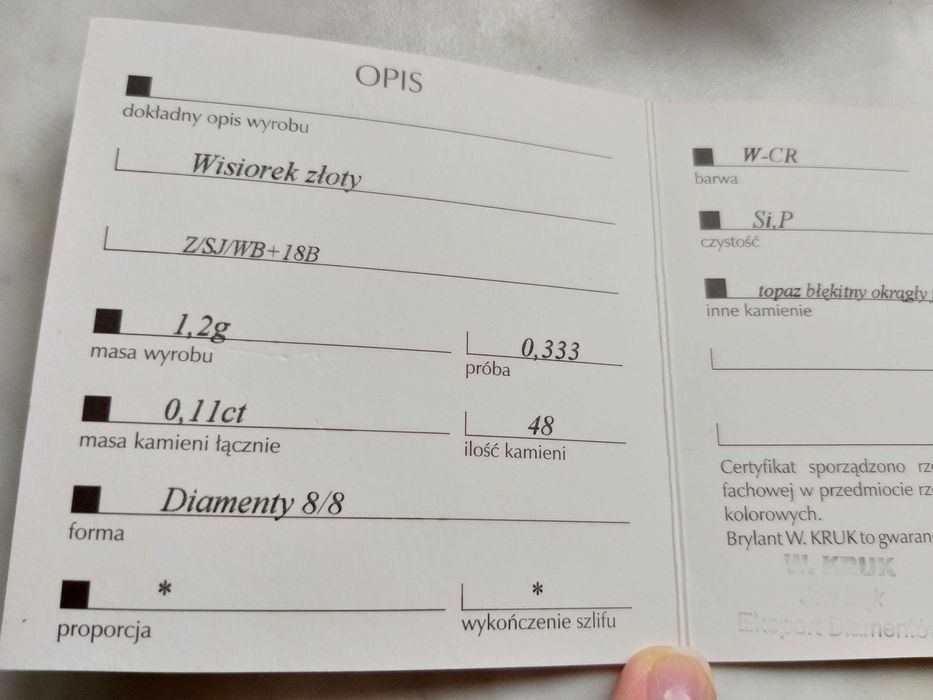 OPIS
dokładny opis wyrobu
Wisiorek złoty
Z/SJ/WB+18B
1,2g
masa wyrobu
0,333
próba
0,11ct
masa kamieni łącznie
48
ilość kamieni
Diamenty 8/8
forma
*
proporcja
*
wykończenie szlifu
W-CR
barwa
Si,P
czystość
topaz błękitny okrągły
inne kamienie
Certyfikat sporządzono
fachowej w przedmiocie
kolorowych.
Brylant W. KRUK to
W. KRUK
Ekspert